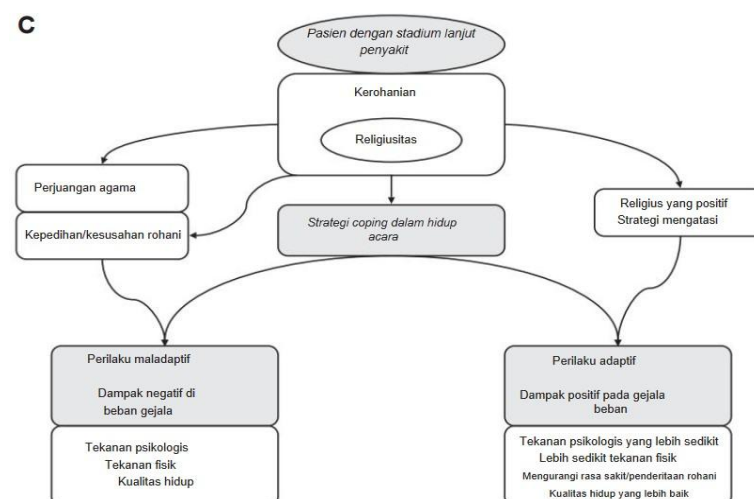 C
Pasien dengan stadium lanjut
penyakit
Kerohanian
Religiusitas
Perjuangan agama
Kepedihan/kesusahan rohani
Strategi coping dalam hidup
acara
Religius yang positif
Strategi mengatasi
Perilaku maladaptif
Dampak negatif di
beban gejala
Tekanan psikologis
Tekanan fisik
Kualitas hidup
Perilaku adaptif
Dampak positif pada gejala
beban
Tekanan psikologis yang lebih sedikit
Lebih sedikit tekanan fisik
Mengurangi rasa sakit/penderitaan rohani
Kualitas hidup yang lebih baik